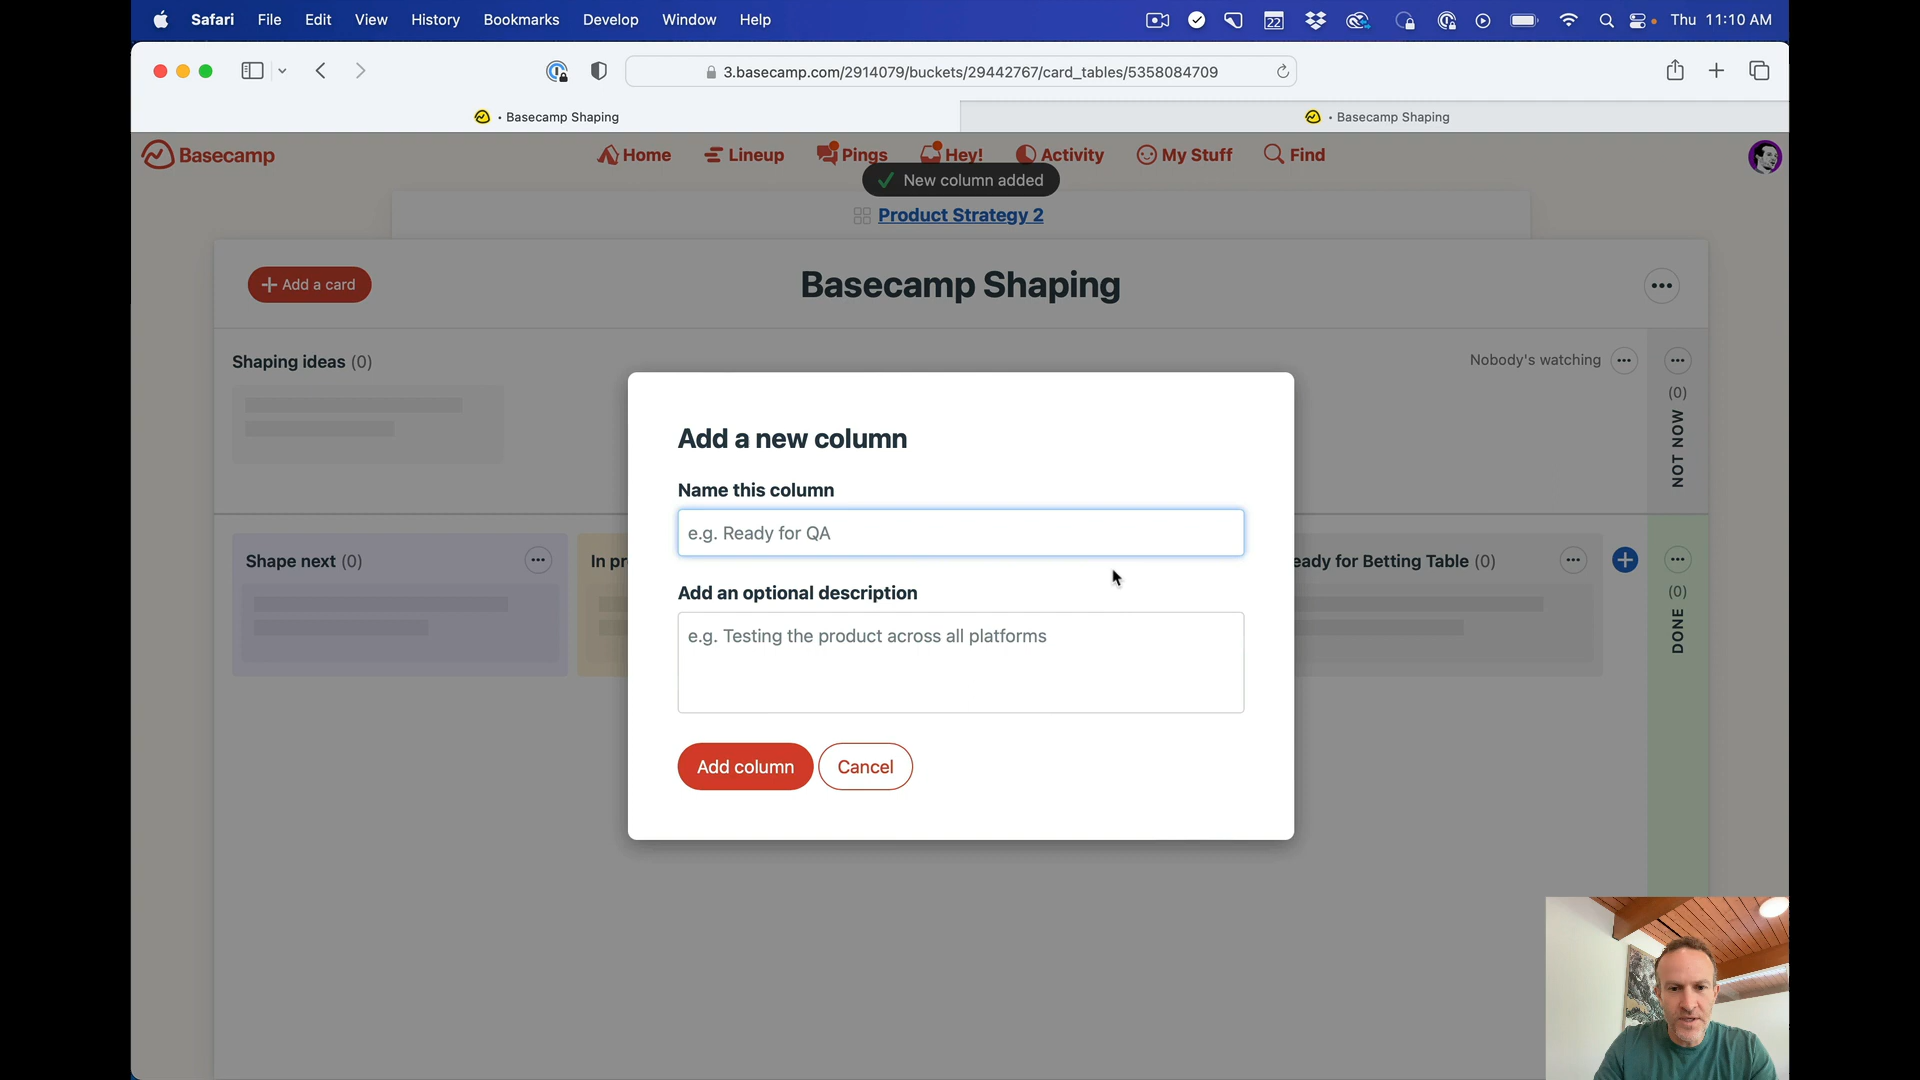 Safari File Edit View History Bookmarks Develop Window Help 22 Thu 11:10 AM
3.basecamp.com/2914079/buckets/29442767/card_tables/5358084709
• Basecamp Shaping
• Basecamp Shaping
Basecamp Home Lineup Pings Hey! Activity My Stuff Find
New column added
Product Strategy 2
Add a card
Basecamp Shaping
Shaping ideas (0)
Nobody's watching
(0)
NOT NOW
Add a new column
Name this column
e.g. Ready for QA
Shape next (0)
In pr
eady for Betting Table (0)
(0)
DONE
Add an optional description
e.g. Testing the product across all platforms
Add column
Cancel